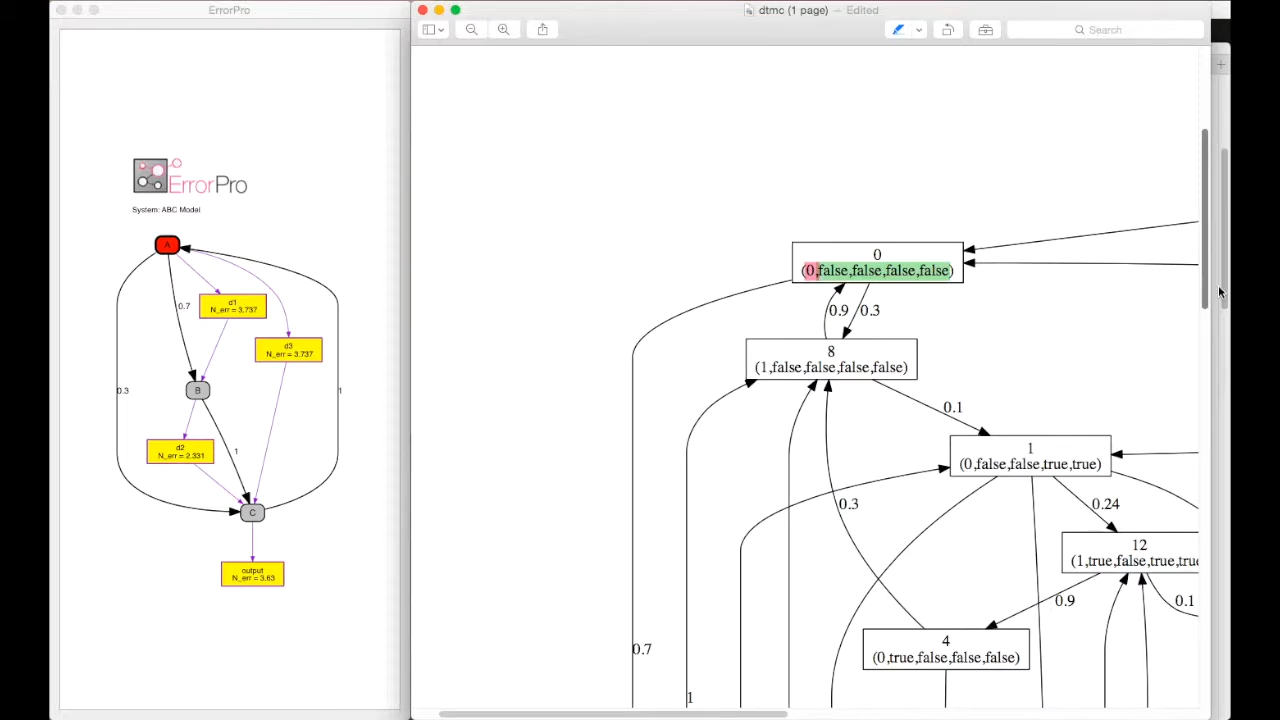 ErrorPro
ErrorPro
System: ABC Model
A
0.7
d1
N_err = 3.737
d3
N_err = 3.737
0.3
B
1
d2
N_err = 2.331
1
C
output
N_err = 3.63
dtmc (1 page) — Edited
Search
0
(0,false,false,false,false)
0.9
0.3
8
(1,false,false,false,false)
0.1
1
(0,false,false,true,true)
0.3
0.24
12
(1,true,false,true,true
0.9
0.1
4
(0,true,false,false,false)
0.7
1